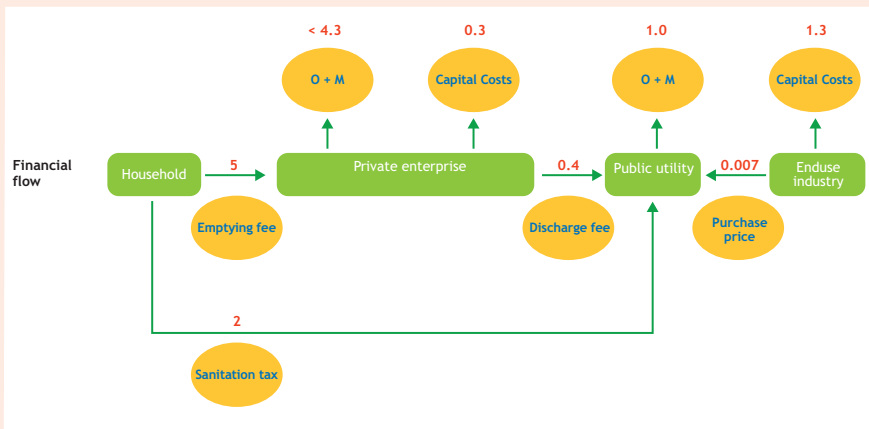 < 4.3
0.3
1.0
1.3
O + M
Capital Costs
O + M
Capital Costs
Financial
flow
Household
5
Private enterprise
0.4
Public utility
0.007
Enduse
industry
Emptying fee
Discharge fee
Purchase
price
2
Sanitation tax